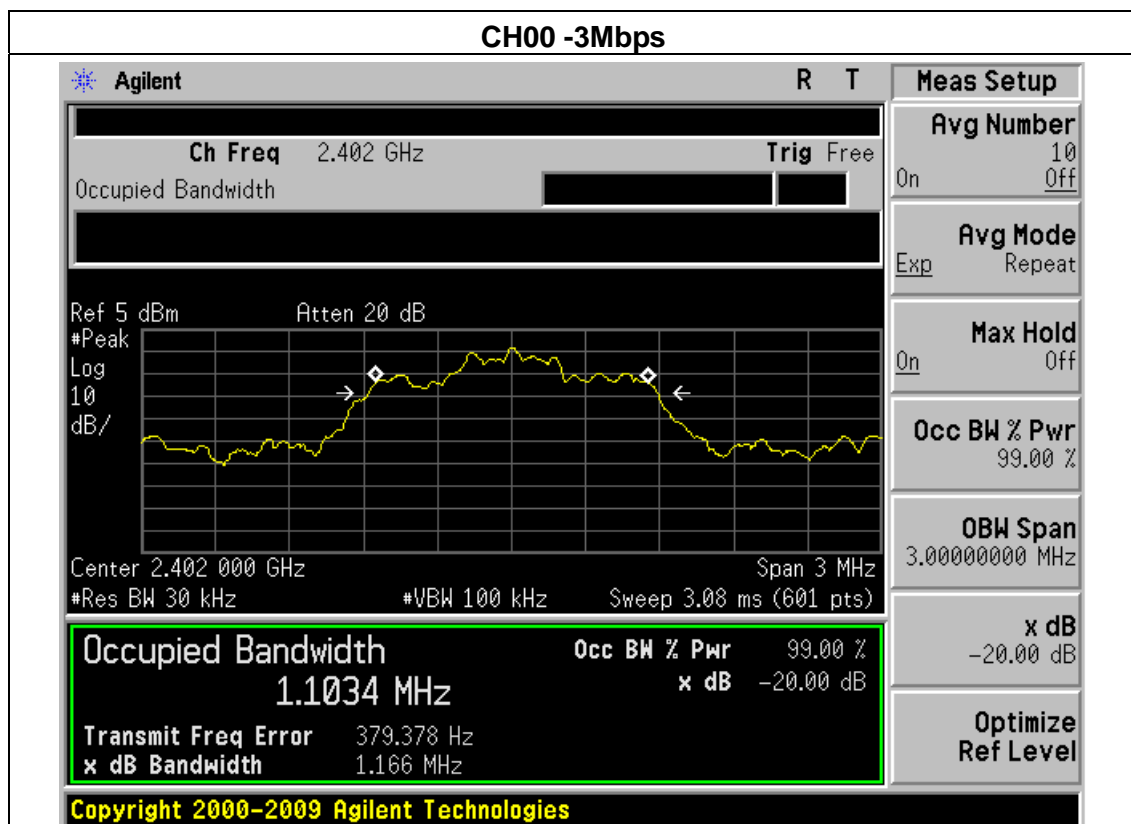 CH00 -3Mbps
Agilent R T
Ch Freq 2.402 GHz Trig Free
Occupied Bandwidth
Ref 5 dBm Atten 20 dB
#Peak
Log
10
dB/
Center 2.402 000 GHz Span 3 MHz
#Res BW 30 kHz #VBW 100 kHz Sweep 3.08 ms (601 pts)
Occupied Bandwidth Occ BW % Pwr 99.00 %
1.1034 MHz x dB -20.00 dB
Transmit Freq Error 379.378 Hz
x dB Bandwidth 1.166 MHz
Copyright 2000-2009 Agilent Technologies
Meas Setup
Avg Number
10
On Off
Avg Mode
Exp Repeat
Max Hold
On Off
Occ BW % Pwr
99.00 %
OBW Span
3.00000000 MHz
x dB
-20.00 dB
Optimize
Ref Level